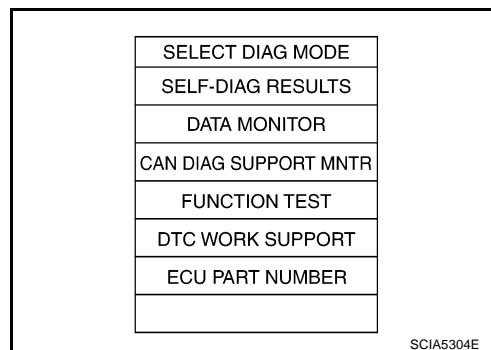 SELECT DIAG MODE
SELF-DIAG RESULTS
DATA MONITOR
CAN DIAG SUPPORT MNTR
FUNCTION TEST
DTC WORK SUPPORT
ECU PART NUMBER
SCIA5304E